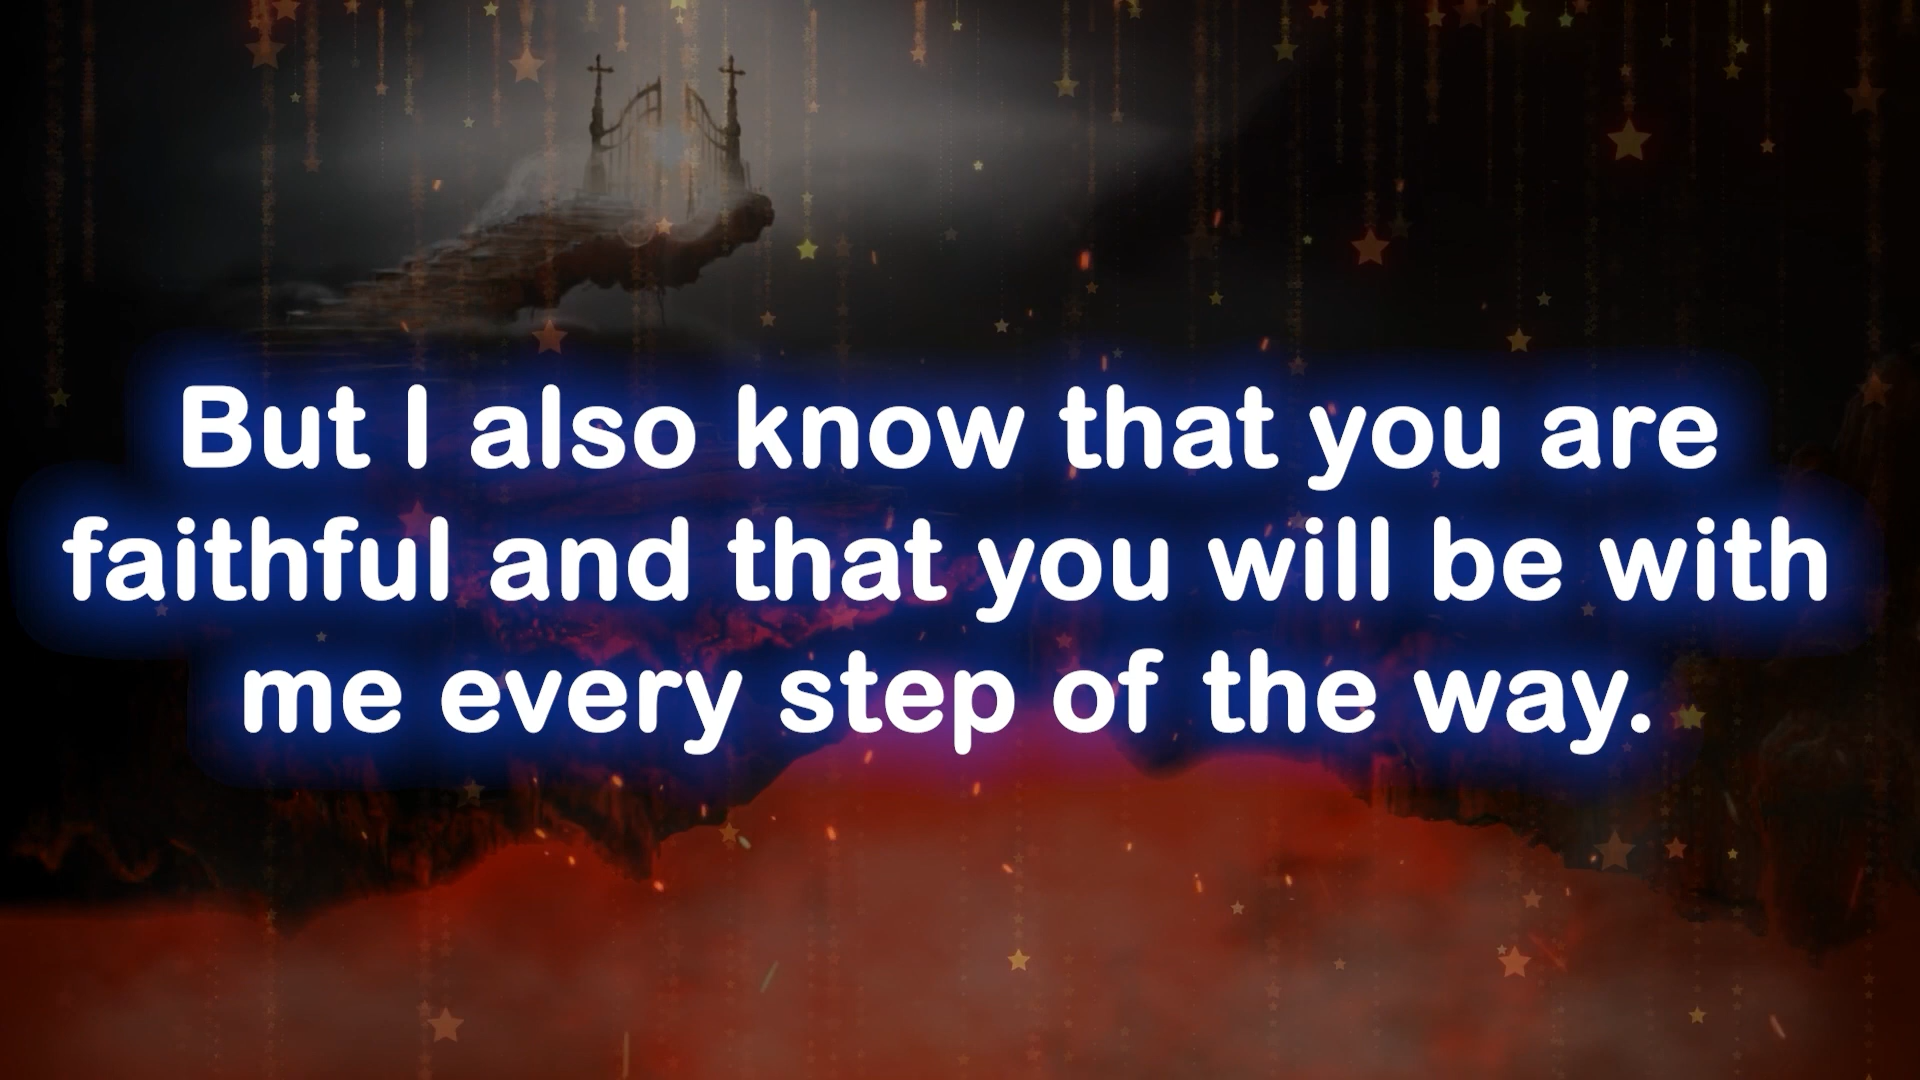 But I also know that you are
faithful and that you will be with
me every step of the way.